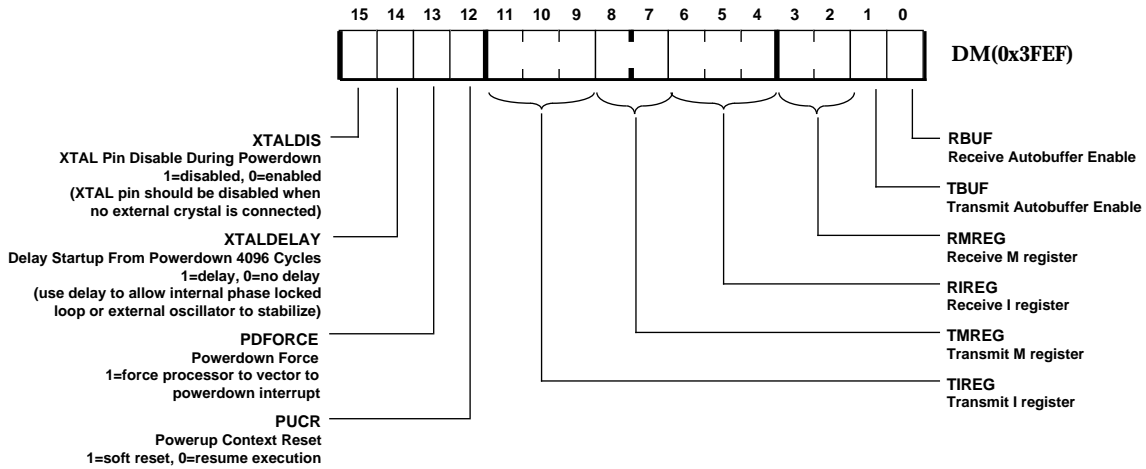 15 14 13 12 11 10 9 8 7 6 5 4 3 2 1 0
DM(0x3FEF)
XTALDIS
XTAL Pin Disable During Powerdown
1=disabled, 0=enabled
(XTAL pin should be disabled when
no external crystal is connected)
XTALDELAY
Delay Startup From Powerdown 4096 Cycles
1=delay, 0=no delay
(use delay to allow internal phase locked
loop or external oscillator to stabilize)
PDFORCE
Powerdown Force
1=force processor to vector to
powerdown interrupt
PUCR
Powerup Context Reset
1=soft reset, 0=resume execution
RBUF
Receive Autobuffer Enable
TBUF
Transmit Autobuffer Enable
RMREG
Receive M register
RIREG
Receive I register
TMREG
Transmit M register
TIREG
Transmit I register